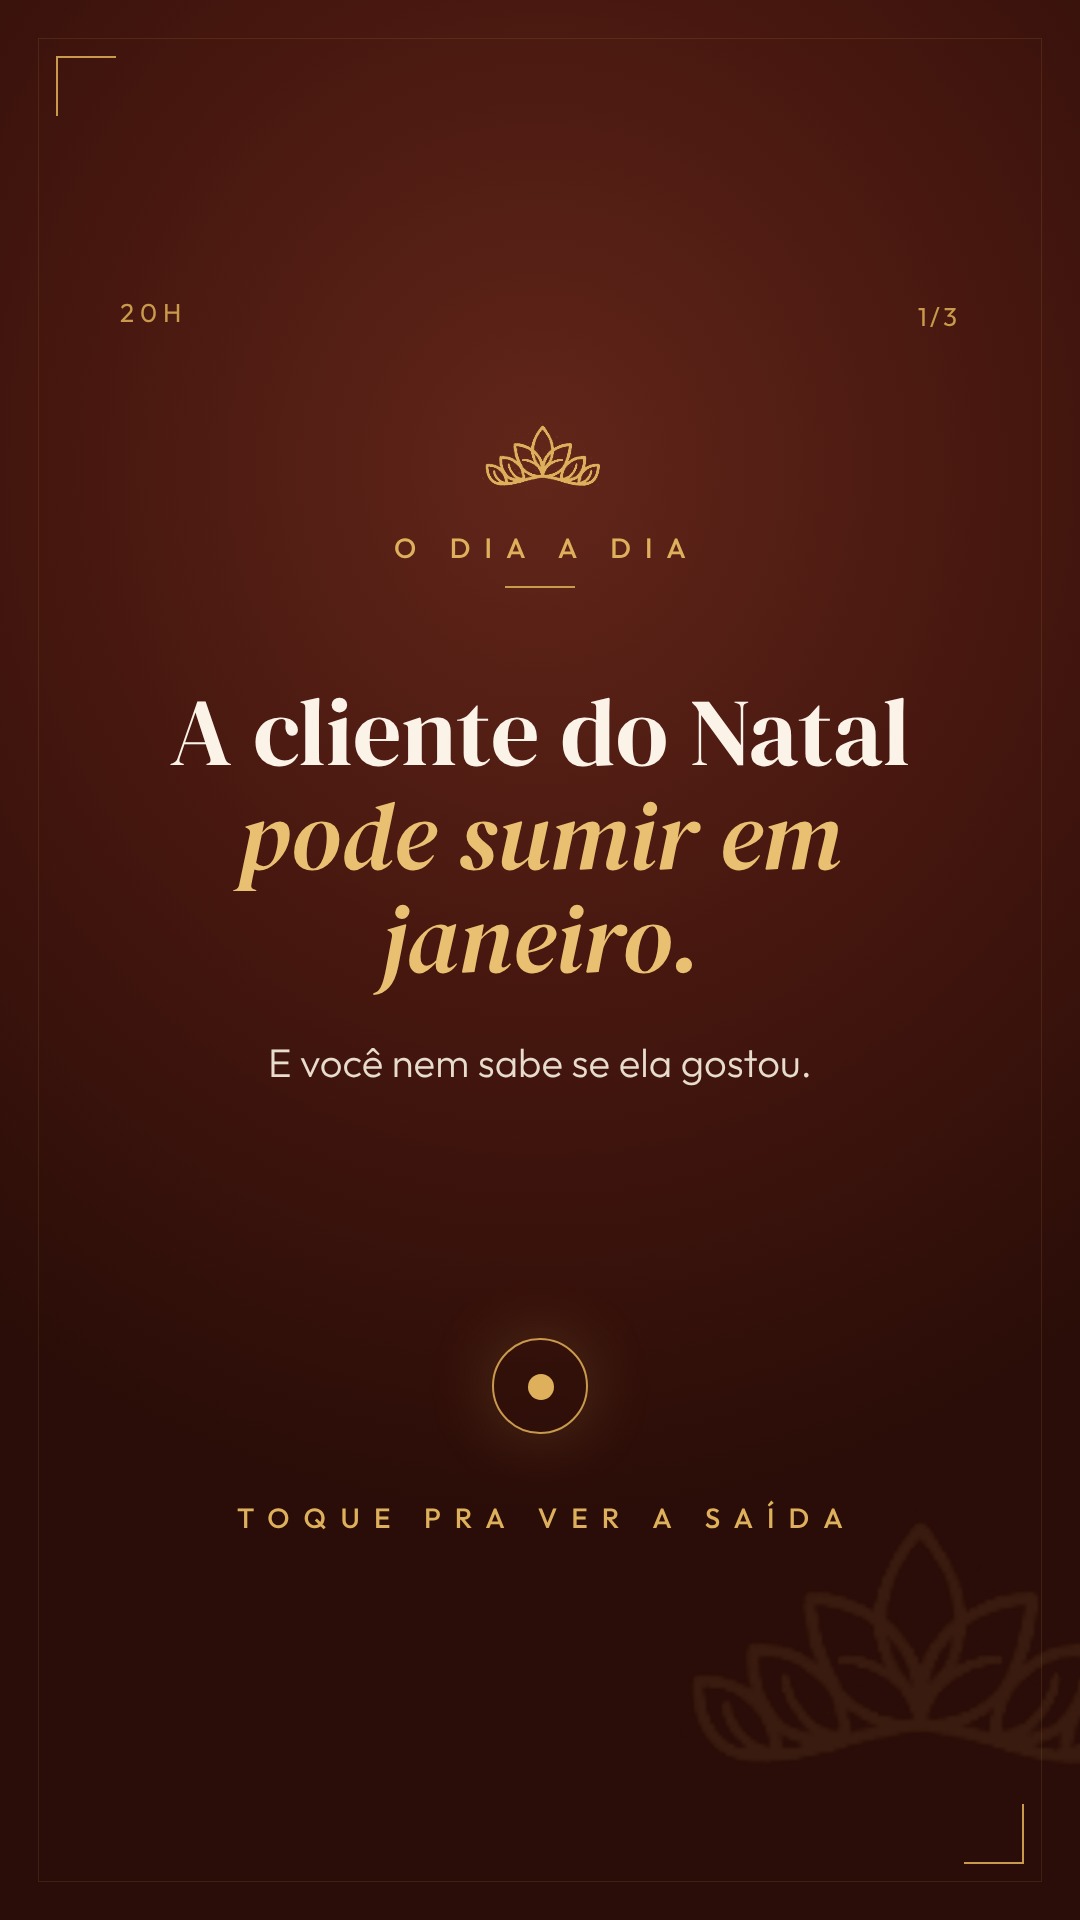 20H
1/3
O DIA A DIA
A cliente do Natal
pode sumir em
janeiro.
E você nem sabe se ela gostou.
TOQUE PRA VER A SAÍDA